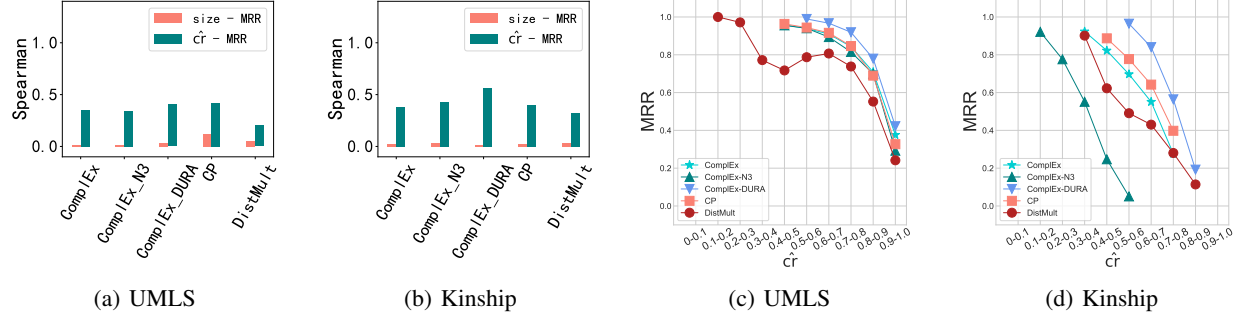 size - MRR
ĉr - MRR
Spearman
1.0
0.5
0.0
ComplEx
ComplEx_N3
ComplEx_DURA
CP
DistMult
(a) UMLS
size - MRR
ĉr - MRR
Spearman
1.0
0.5
0.0
ComplEx
ComplEx_N3
ComplEx_DURA
CP
DistMult
(b) Kinship
MRR
1.0
0.8
0.6
0.4
0.2
0.0
ComplEx
ComplEx-N3
ComplEx-DURA
CP
DistMult
0-0.1
0.1-0.2
0.2-0.3
0.3-0.4
0.4-0.5
0.5-0.6
0.6-0.7
0.7-0.8
0.8-0.9
0.9-1.0
ĉr
(c) UMLS
MRR
1.0
0.8
0.6
0.4
0.2
0.0
ComplEx
ComplEx-N3
ComplEx-DURA
CP
DistMult
0-0.1
0.1-0.2
0.2-0.3
0.3-0.4
0.4-0.5
0.5-0.6
0.6-0.7
0.7-0.8
0.8-0.9
0.9-1.0
ĉr
(d) Kinship